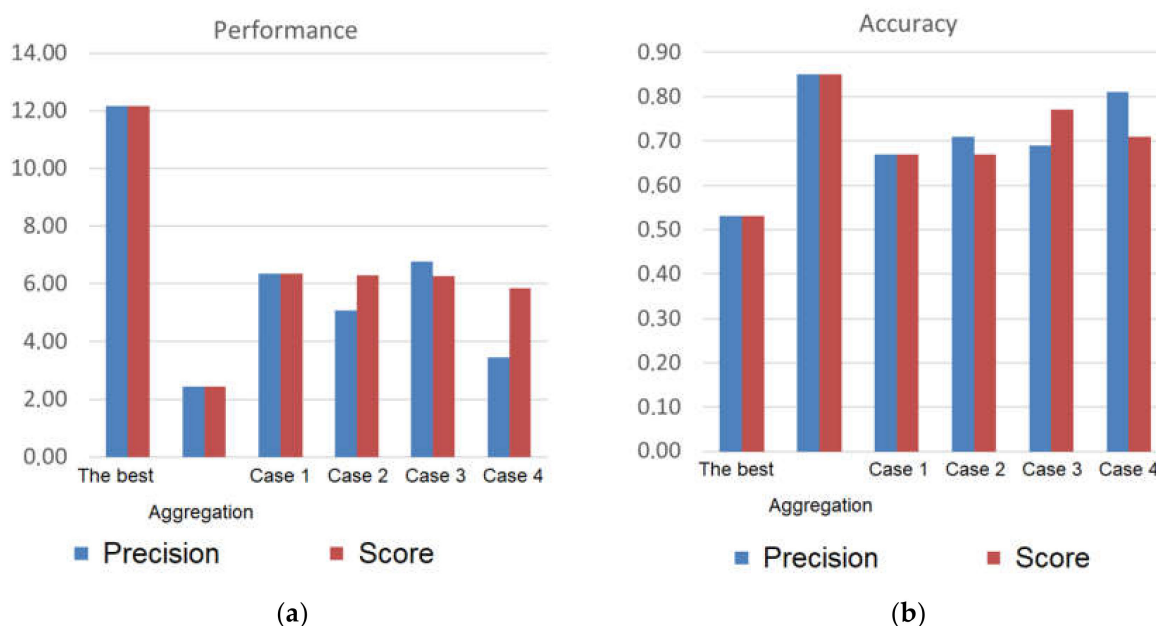 Performance
14,00
12,00
10,00
8,00
6,00
4,00
2,00
0,00
The best Case 1 Case 2 Case 3 Case 4
Aggregation
Precision Score
(a)
Accuracy
0,90
0,80
0,70
0,60
0,50
0,40
0,30
0,20
0,10
0,00
The best Case 1 Case 2 Case 3 Case 4
Aggregation
Precision Score
(b)